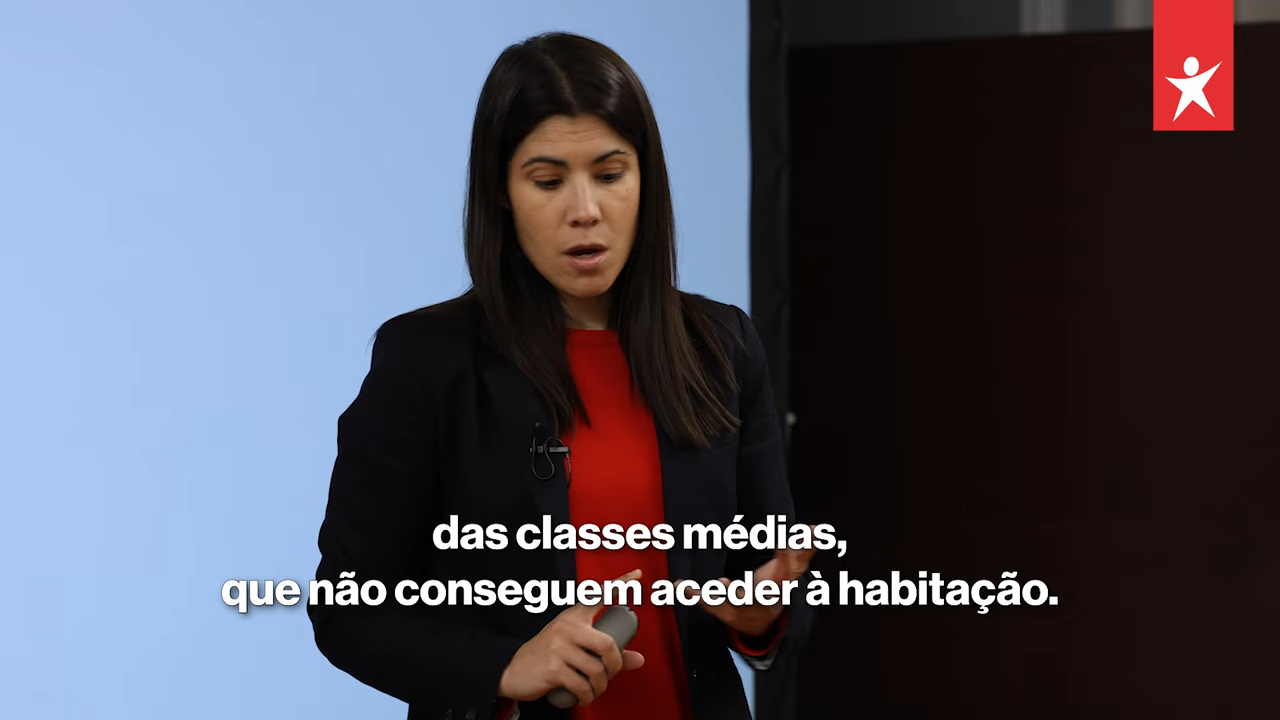 das classes médias,
que não conseguem aceder à habitação.